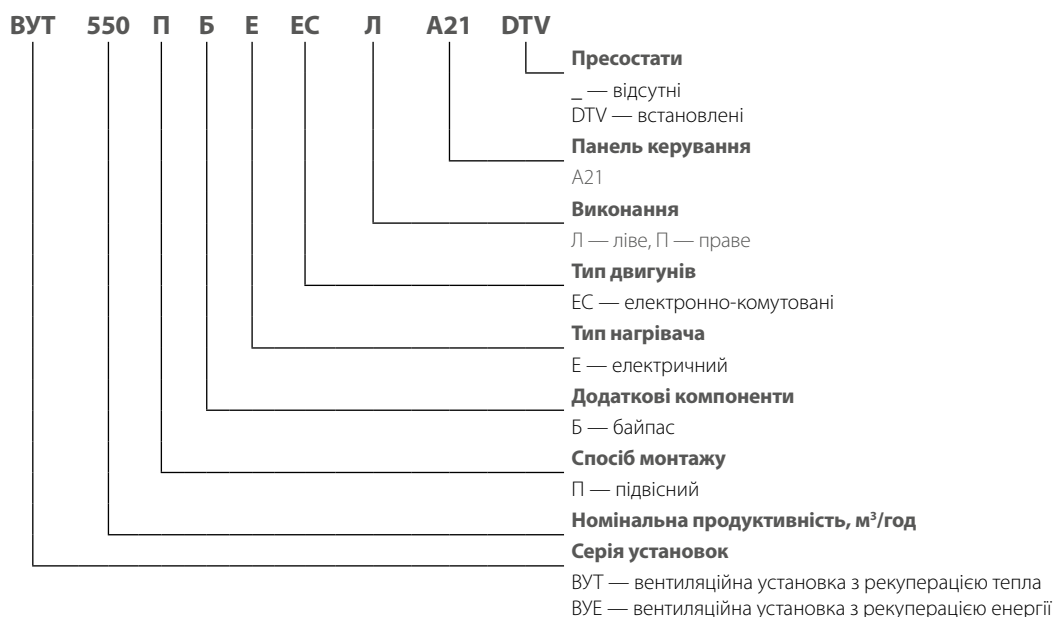 ВУТ 550 П Б Е ЕС Л А21 DTV
Пресостати
_ — відсутні
DTV — встановлені
Панель керування
А21
Виконання
Л — ліве, П — праве
Тип двигунів
ЕС — електронно-комутовані
Тип нагрівача
Е — електричний
Додаткові компоненти
Б — байпас
Спосіб монтажу
П — підвісний
Номінальна продуктивність, м³/год
Серія установок
ВУТ — вентиляційна установка з рекуперацією тепла
ВУЕ — вентиляційна установка з рекуперацією енергії